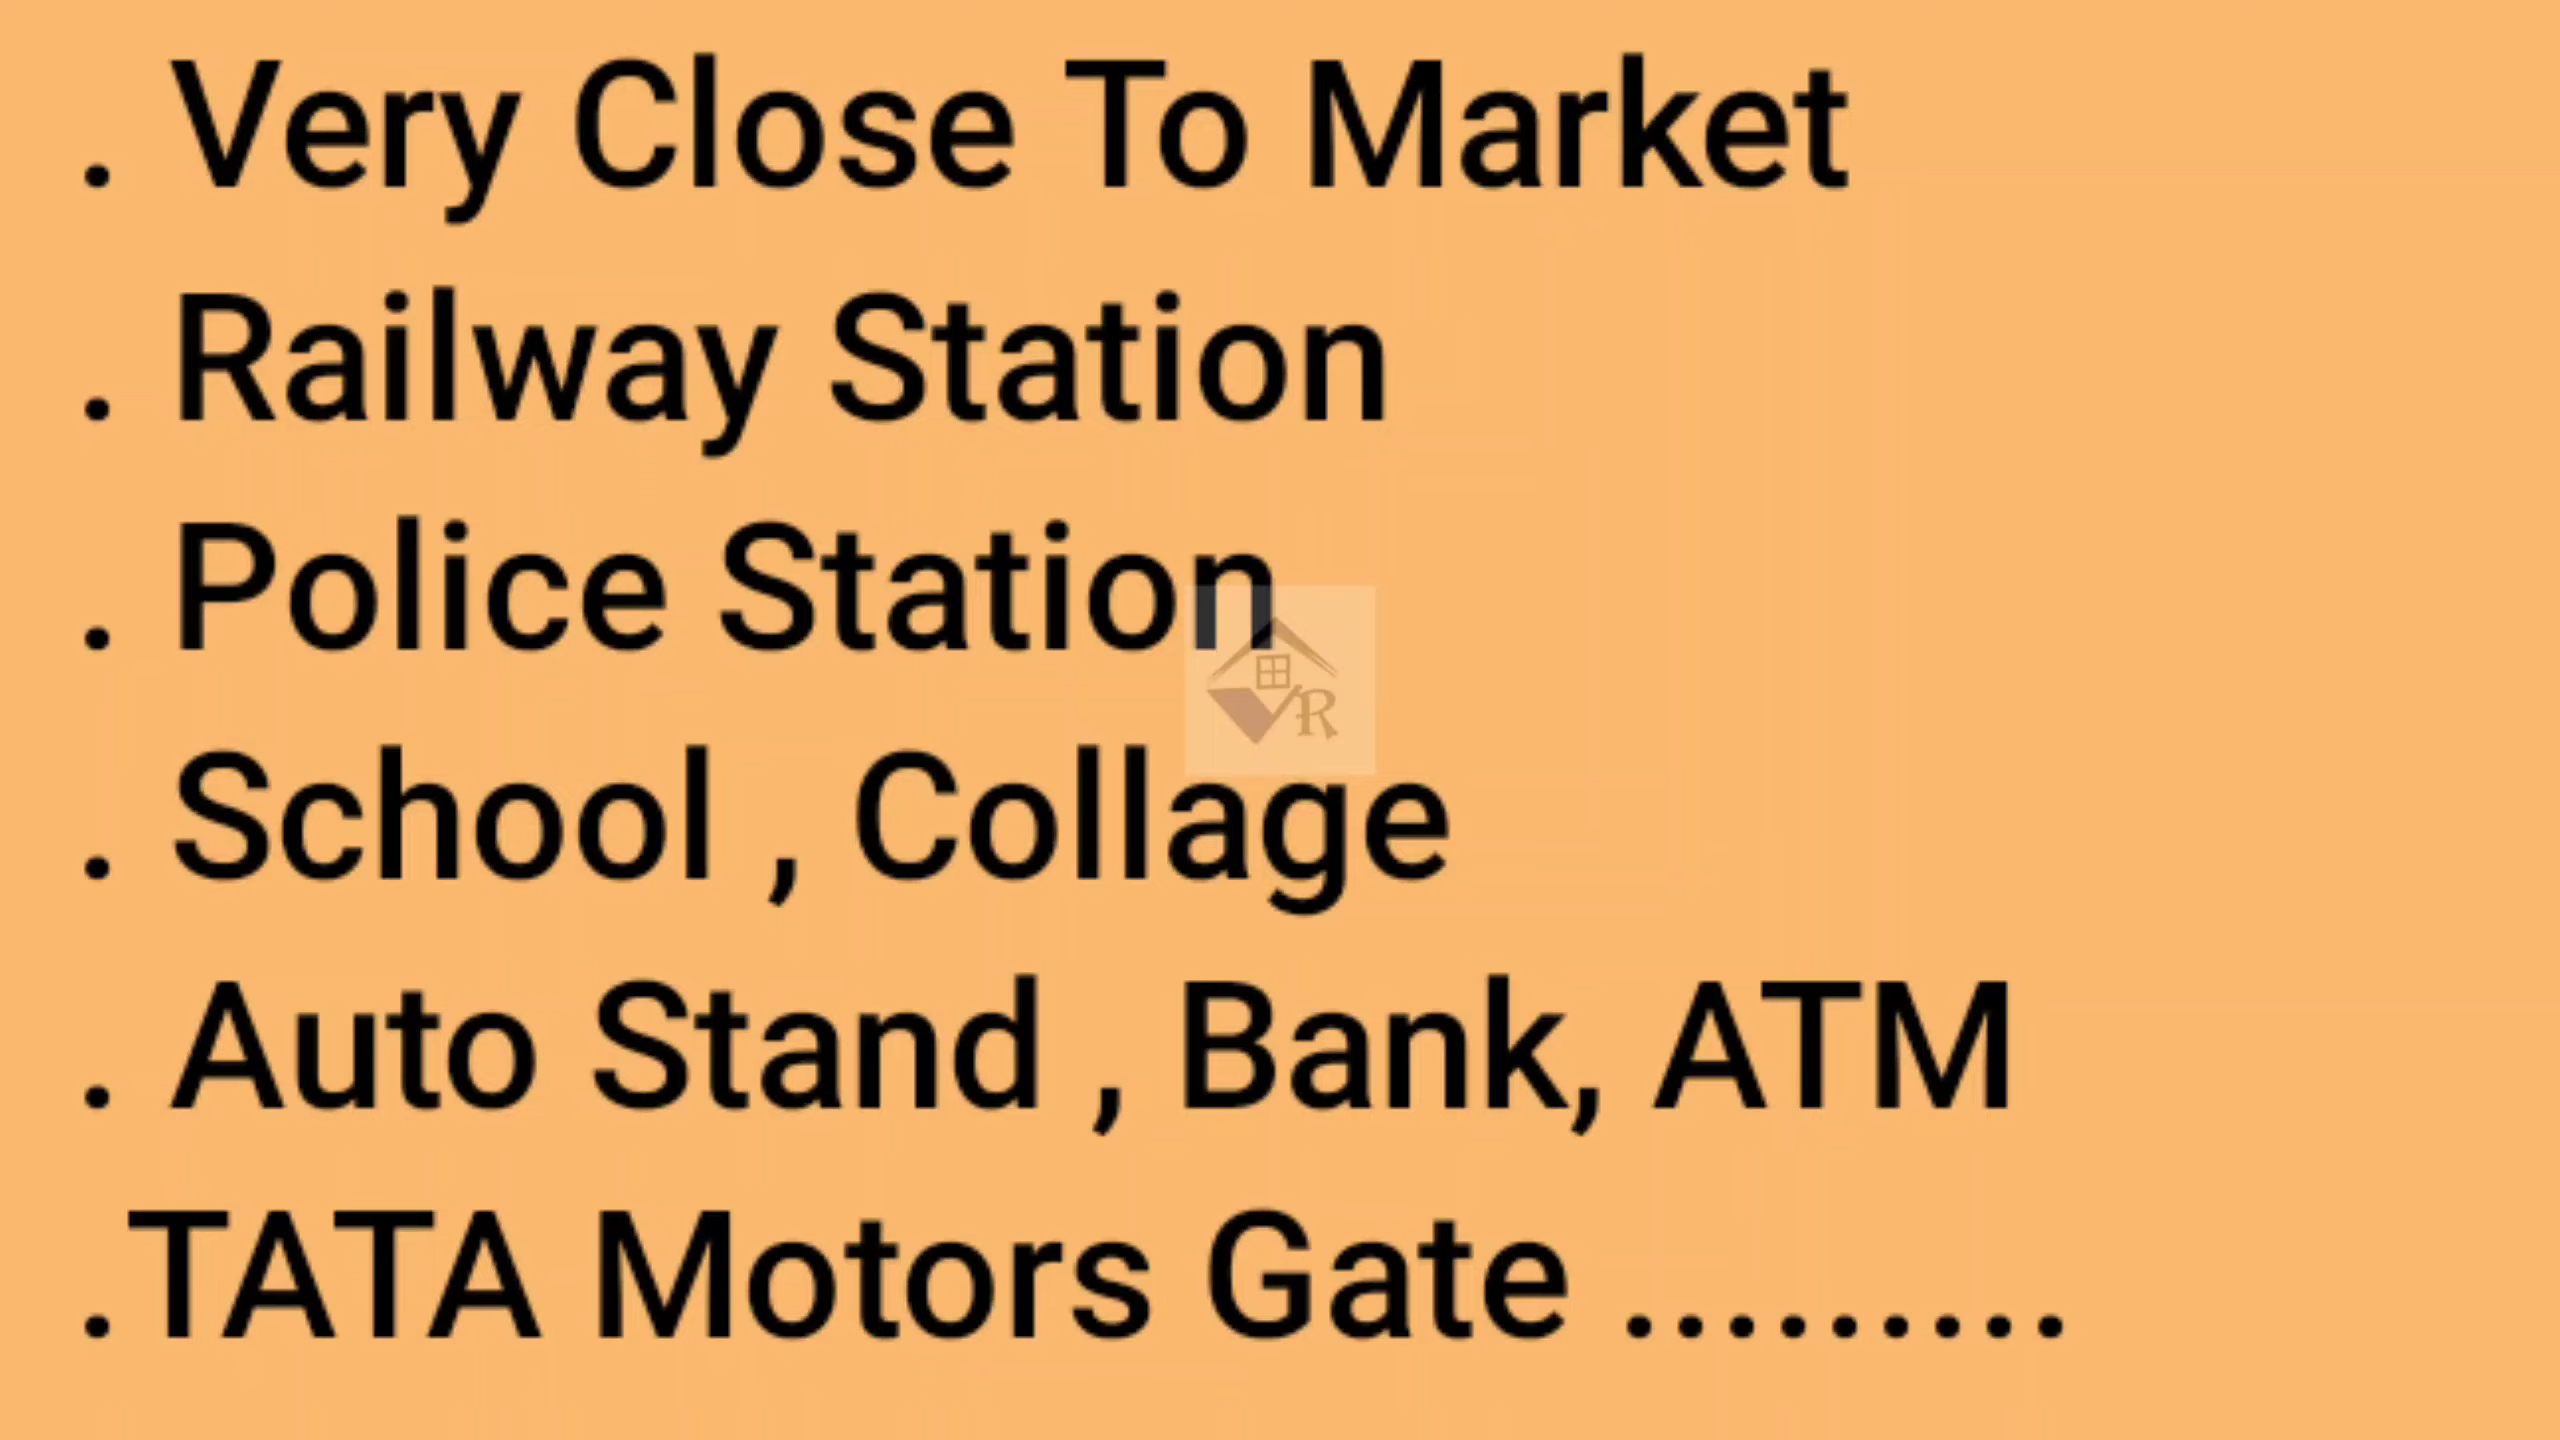 . Very Close To Market
. Railway Station
. Police Station
. School , Collage
. Auto Stand , Bank, ATM
.TATA Motors Gate .........
R